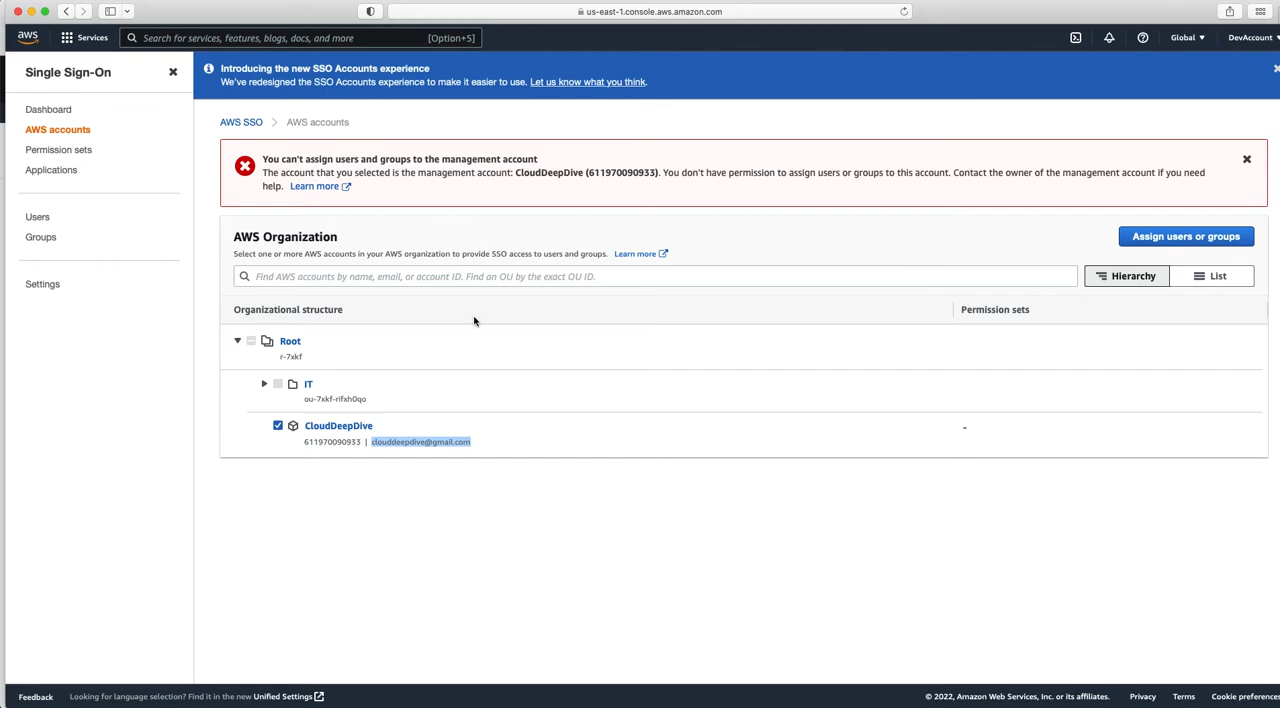 us-east-1.console.aws.amazon.com
aws
Services
Search for services, features, blogs, docs, and more
[Option+S]
Global
DevAccount
Single Sign-On
Dashboard
AWS accounts
Permission sets
Applications
Users
Groups
Settings
Introducing the new SSO Accounts experience
We've redesigned the SSO Accounts experience to make it easier to use. Let us know what you think.
AWS SSO
AWS accounts
You can't assign users and groups to the management account
The account that you selected is the management account: CloudDeepDive (611970090933). You don't have permission to assign users or groups to this account. Contact the owner of the management account if you need
help. Learn more
AWS Organization
Assign users or groups
Select one or more AWS accounts in your AWS organization to provide SSO access to users and groups. Learn more
Find AWS accounts by name, email, or account ID. Find an OU by the exact OU ID.
Hierarchy
List
Organizational structure
Permission sets
Root
r-7xkf
IT
ou-7xkf-rifxh0qo
CloudDeepDive
-
611970090933 | clouddeepdive@gmail.com
Feedback
Looking for language selection? Find it in the new Unified Settings
© 2022, Amazon Web Services, Inc. or its affiliates.
Privacy
Terms
Cookie preferences